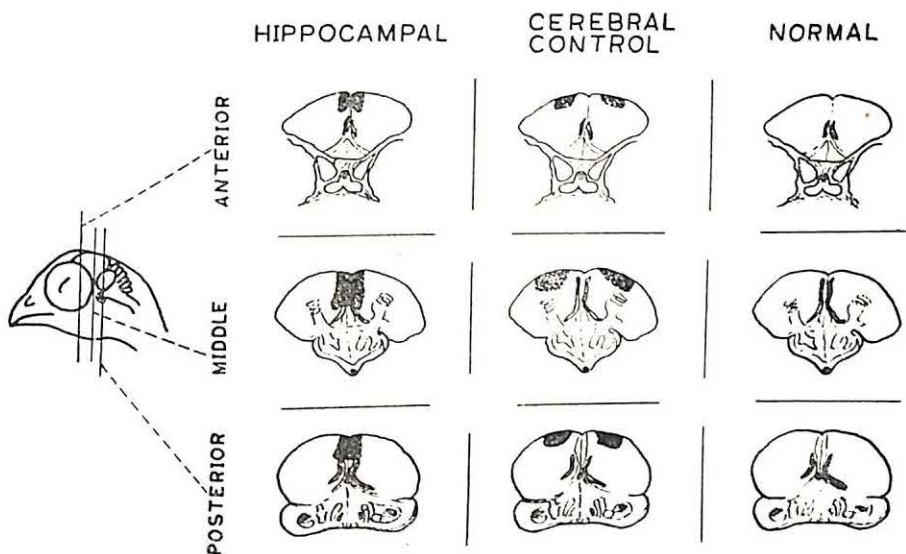 HIPPOCAMPAL
CEREBRAL
CONTROL
NORMAL
ANTERIOR
MIDDLE
POSTERIOR